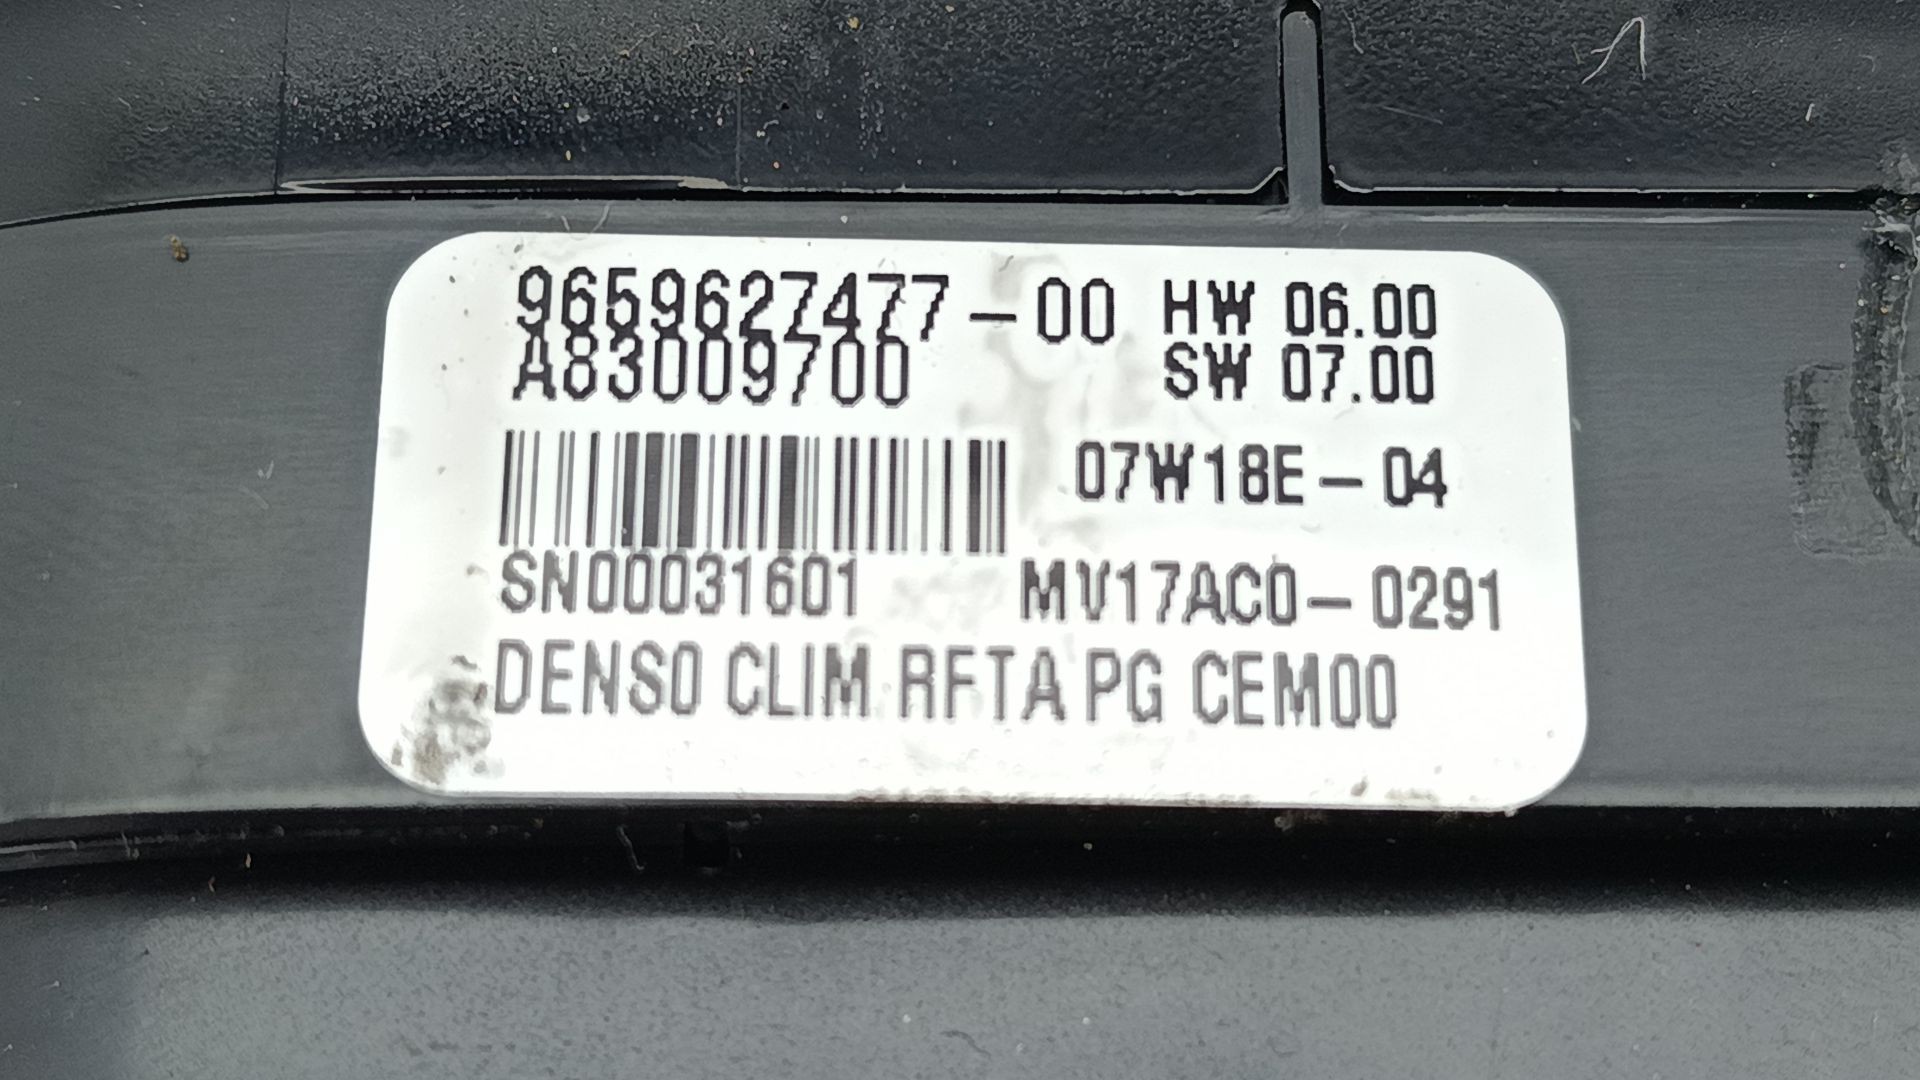 9659627477-00 HW 06.00
A83009700 SW 07.00
07W18E-04
SN00031601 MV17AC0-0291
DENSO CLIM RFTA PG CEM00